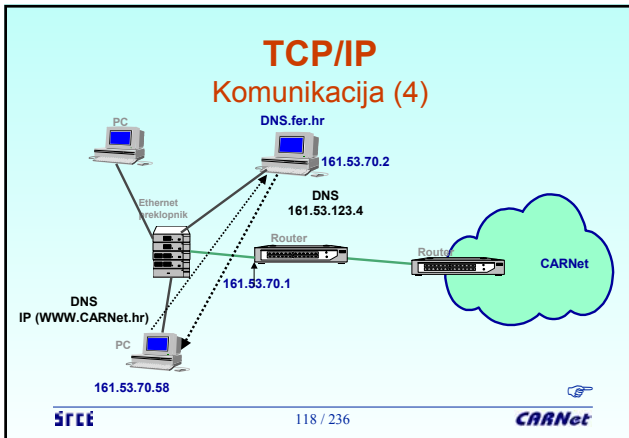 TCP/IP
Komunikacija (4)
PC
DNS.fer.hr
161.53.70.2
Ethernet
preklopnik
DNS
161.53.123.4
Router
Router
CARNet
161.53.70.1
DNS
IP (WWW.CARNet.hr)
PC
161.53.70.58
srce
118 / 236
CARNet